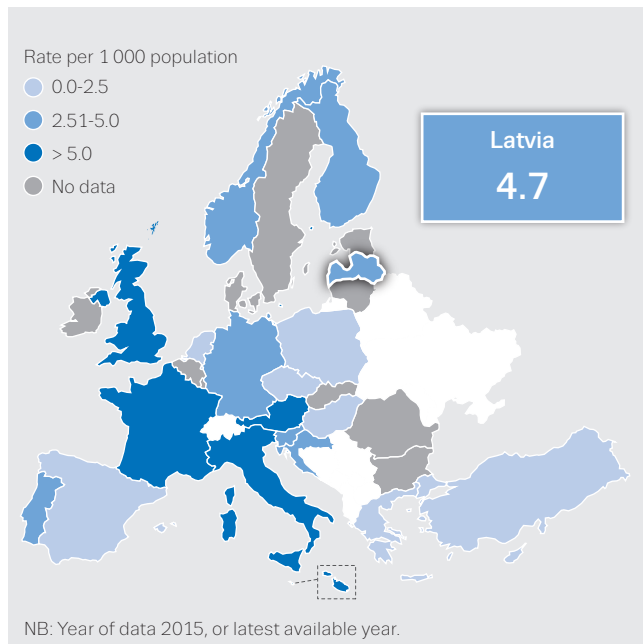 Rate per 1 000 population
0.0-2.5
2.51-5.0
> 5.0
No data
Latvia
4.7
NB: Year of data 2015, or latest available year.